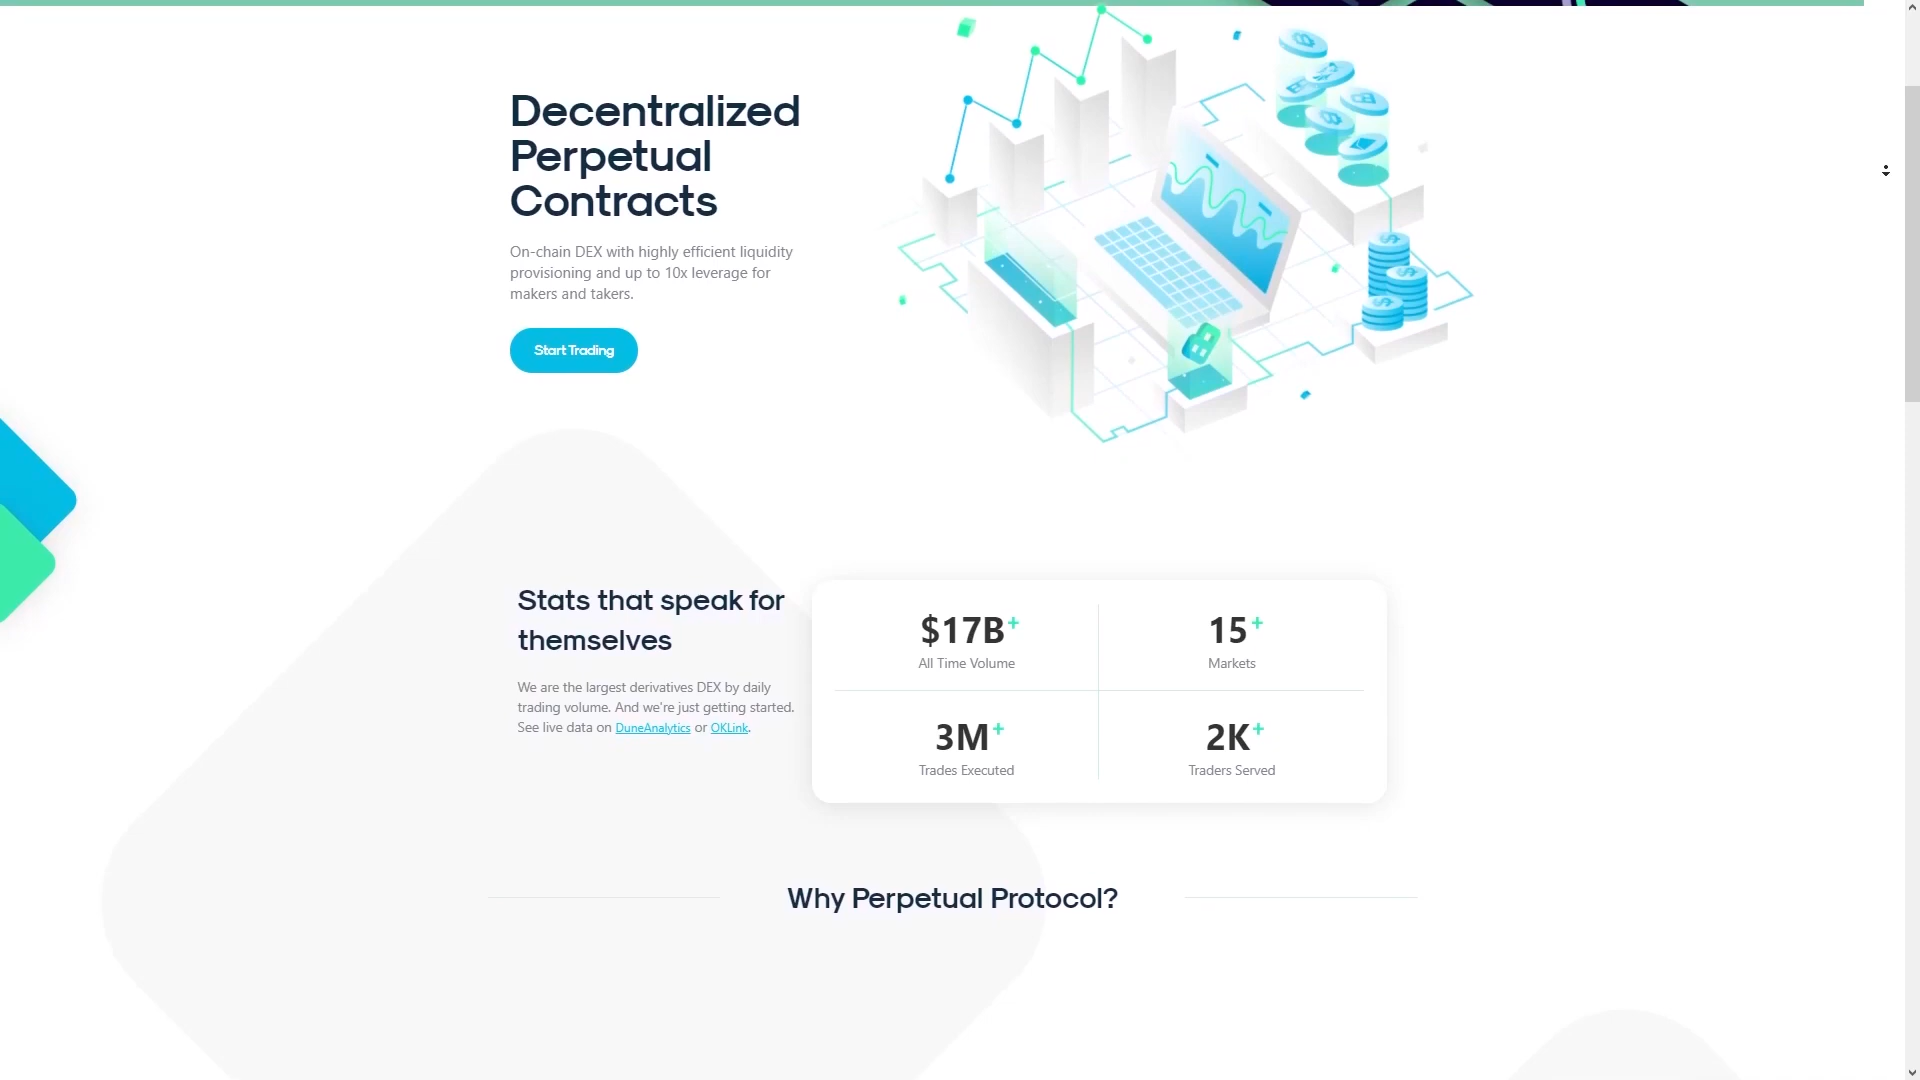 Decentralized
Perpetual
Contracts
On-chain DEX with highly efficient liquidity
provisioning and up to 10x leverage for
makers and takers.
Start Trading
Stats that speak for
themselves
We are the largest derivatives DEX by daily
trading volume. And we're just getting started.
See live data on DuneAnalytics or OKLink.
$17B+
All Time Volume
15+
Markets
3M+
Trades Executed
2K+
Traders Served
Why Perpetual Protocol?